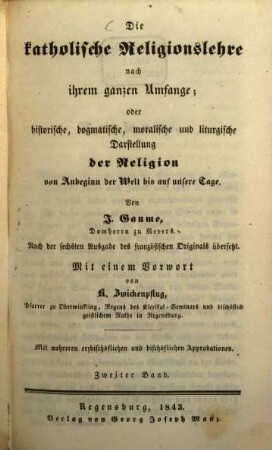 Die
katholische Religionslehre
nach
ihrem ganzen Umfange;
oder
historische, dogmatische, moralische und liturgische
Darstellung
der Religion
von Anbeginn der Welt bis auf unsere Tage.
Von
J. Gaume,
Domherrn zu Nevers.
Nach der sechsten Ausgabe des französischen Originals übersetzt.
Mit einem Vorwort
von
K. Zwickenpflug,
Pfarrer zu Oberwinkling, Regens des Klerikal-Seminars und bischöflich
geistlichem Rathe in Regensburg.
Mit mehreren erzbischöflichen und bischöflichen Approbationen.
Zweiter Band.
Regensburg, 1843.
Verlag von Georg Joseph Manz.